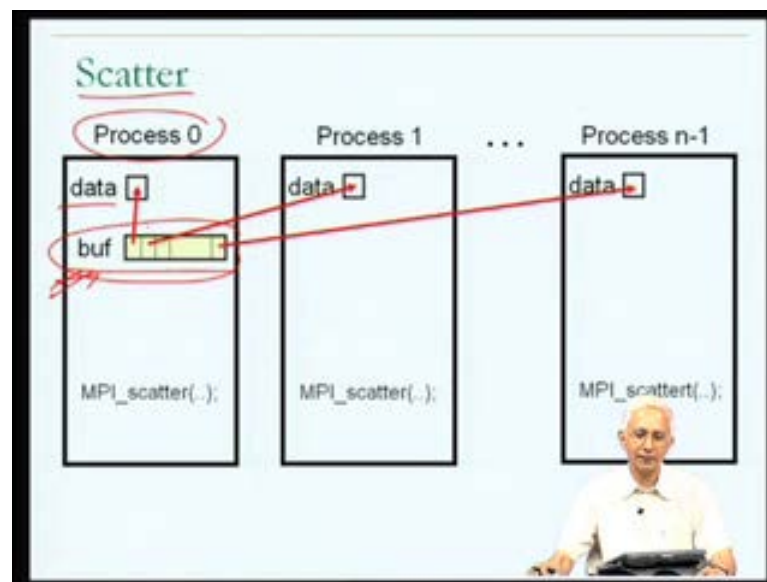 Scatter
Process 0 Process 1 ... Process n-1
data data data
buf
MPI_scatter(..); MPI_scatter(..); MPI_scattert(..);